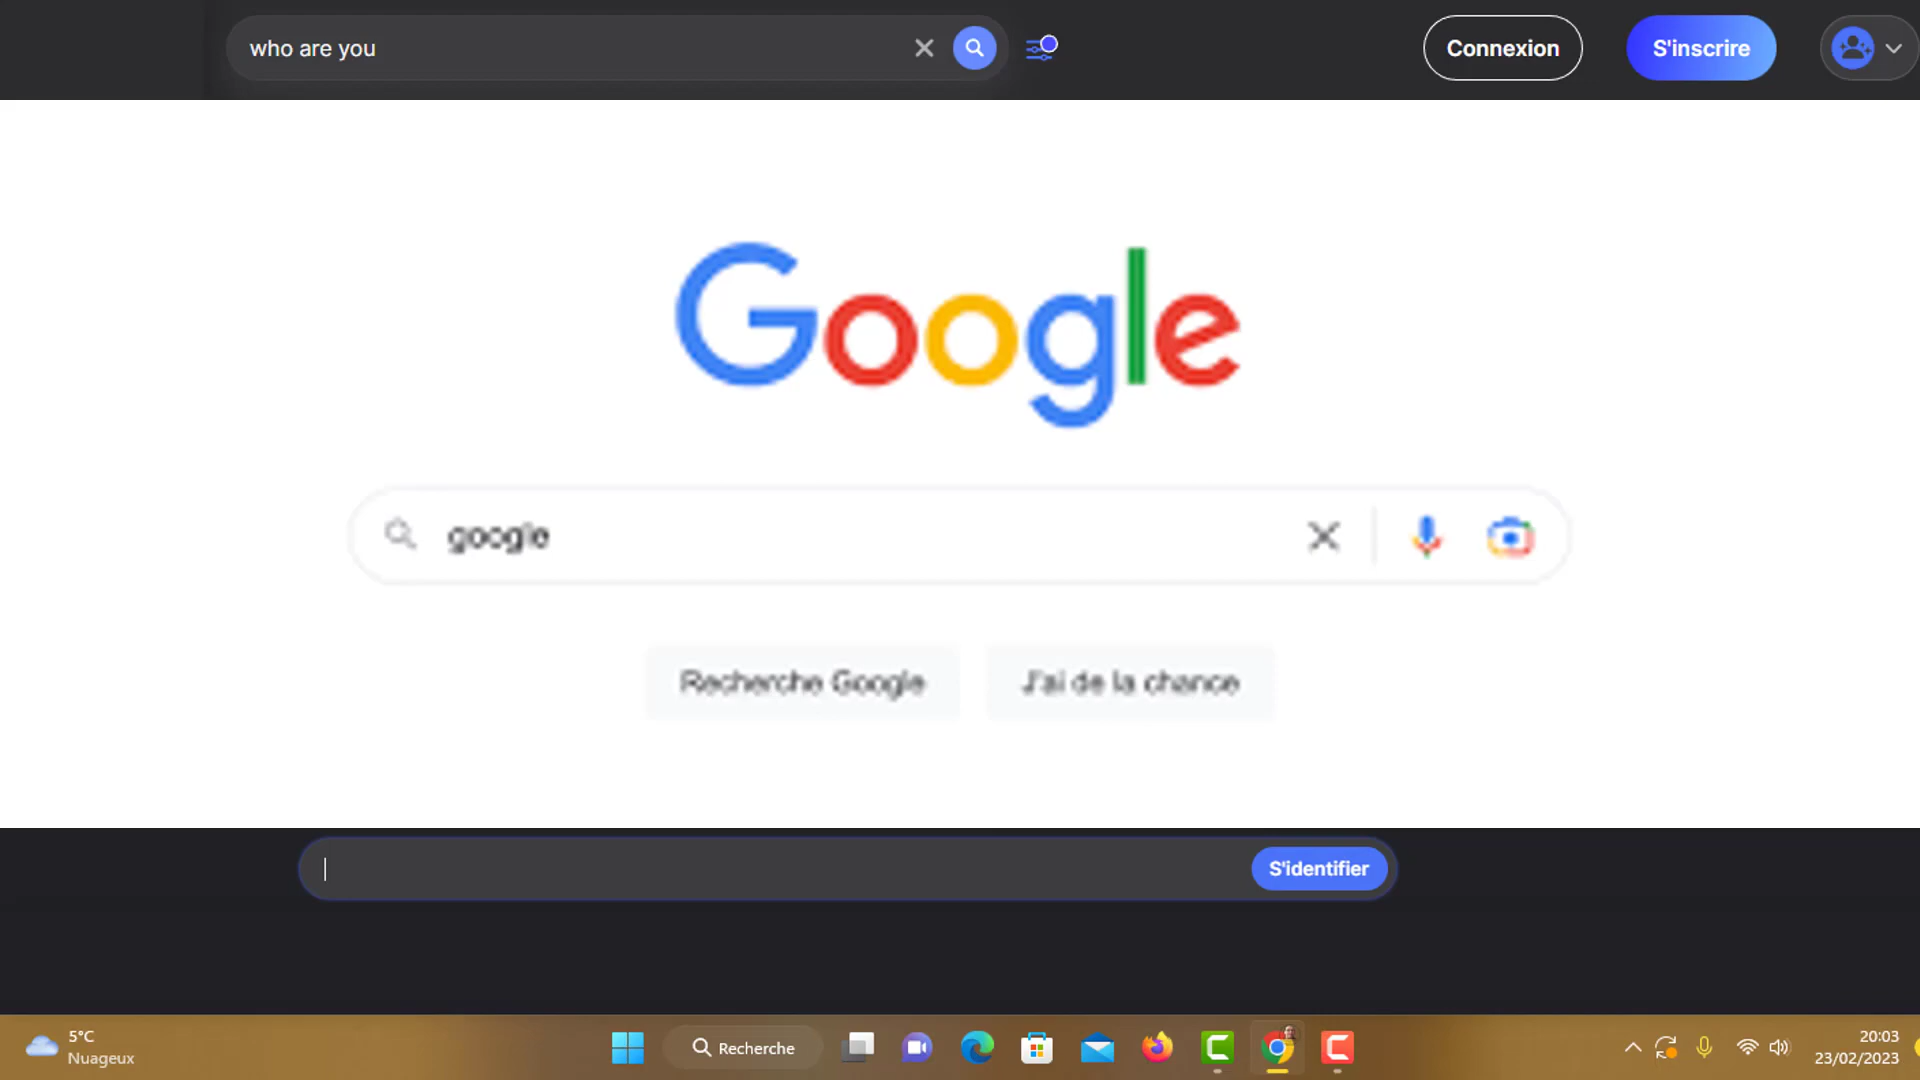 who are you
Connexion
S'inscrire
Google
google
Recherche Google
J'ai de la chance
S'identifier
5°C
Nuageux
Recherche
20:03
23/02/2023